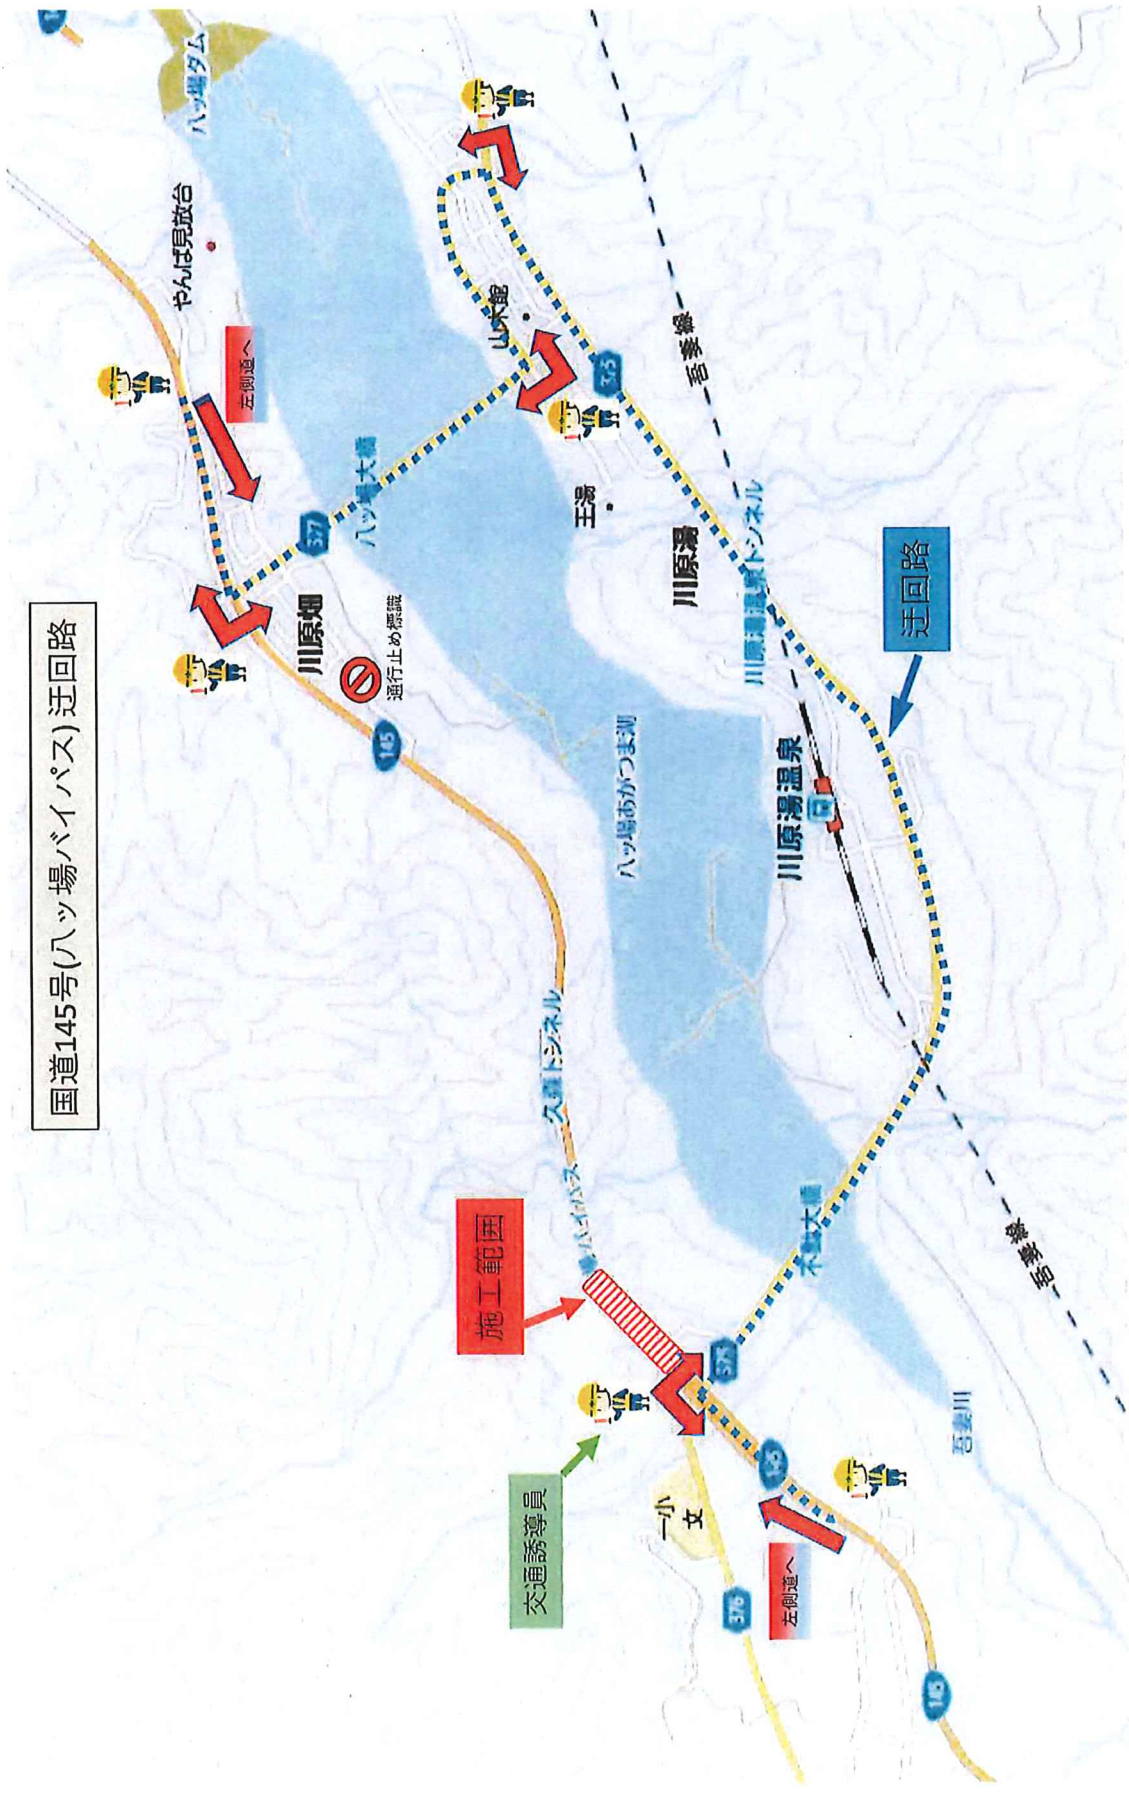 国道145号(八ッ場バイパス)迂回路
八ッ場ダム
やんば見放台
左側道へ
377
八ッ場大橋
川原畑
通行止め標識
145
山木館
375
王湯
川原湯
吾妻線
川原湯温泉トンネル
迂回路
八ッ場あがつま湖
川原湯温泉
久森トンネル
施工範囲
不動大橋
吾妻線
375
交通誘導員
一小
文
145
左側道へ
376
145
吾妻川